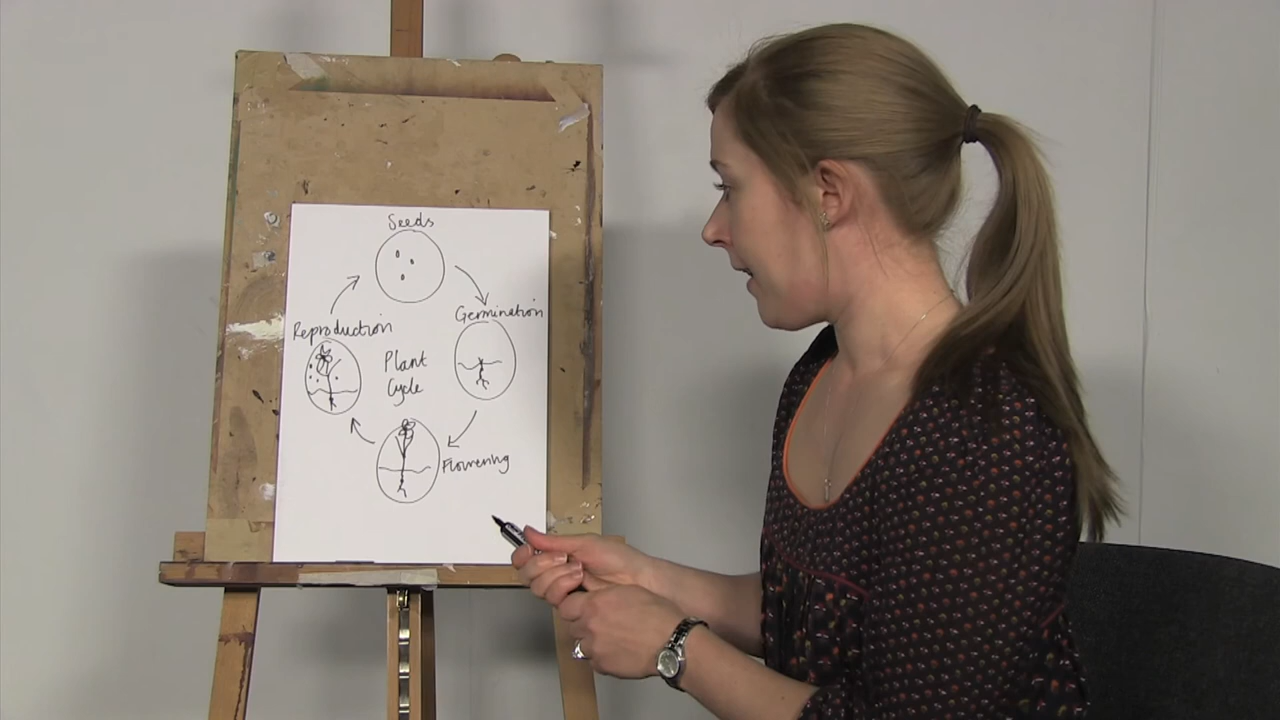 Seeds
Germination
Reproduction
Plant
Cycle
Flowering